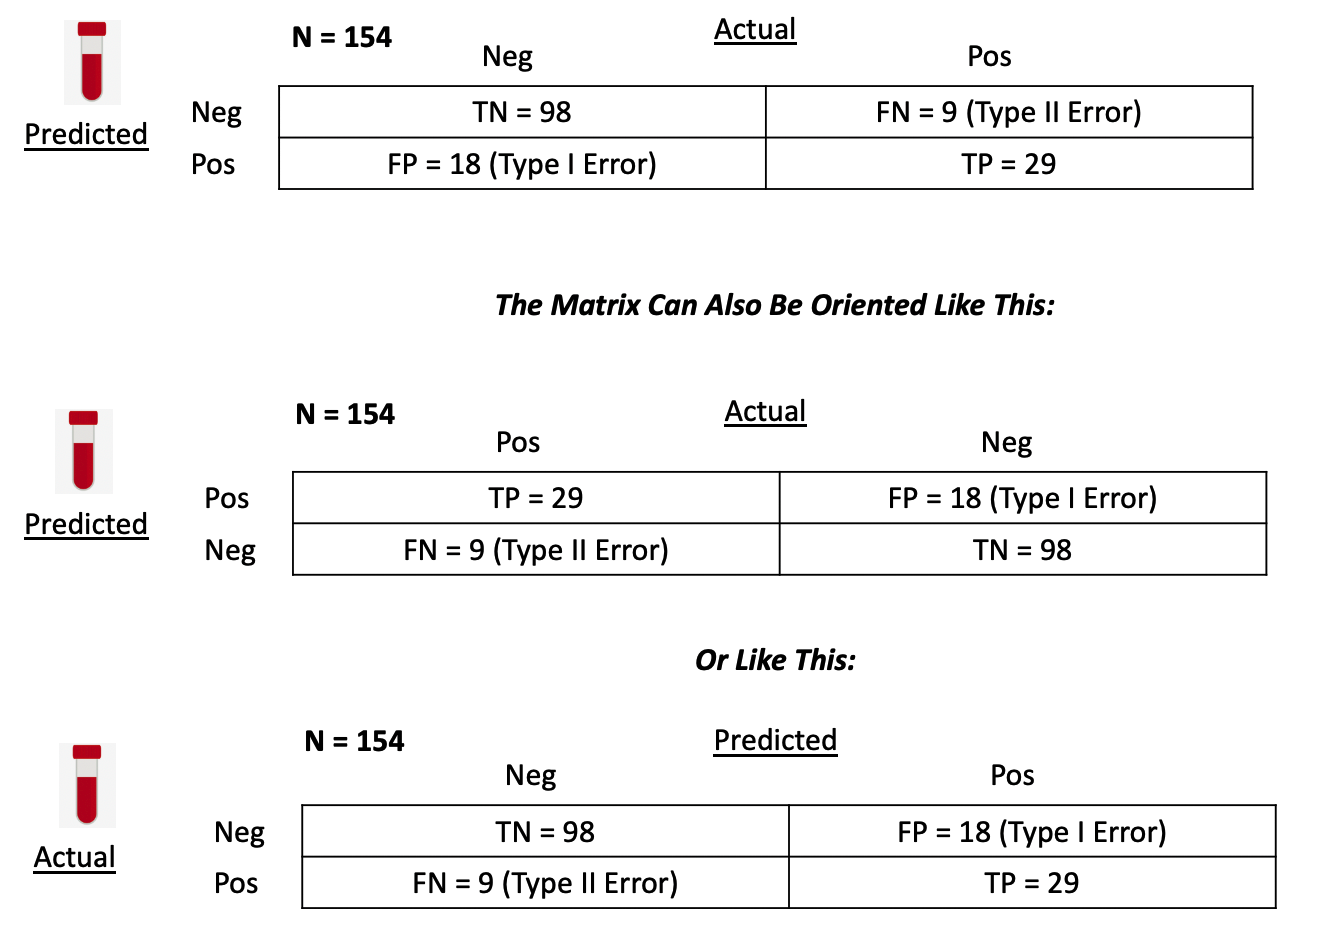 N = 154 Actual
Neg Pos
Predicted
Neg TN = 98 FN = 9 (Type II Error)
Pos FP = 18 (Type I Error) TP = 29
The Matrix Can Also Be Oriented Like This:
N = 154 Actual
Pos Neg
Predicted
Pos TP = 29 FP = 18 (Type I Error)
Neg FN = 9 (Type II Error) TN = 98
Or Like This:
N = 154 Predicted
Neg Pos
Actual
Neg TN = 98 FP = 18 (Type I Error)
Pos FN = 9 (Type II Error) TP = 29